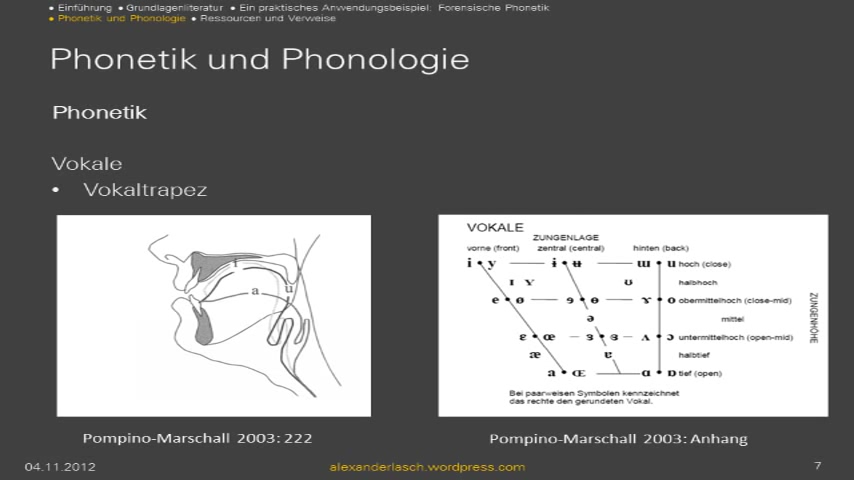 • Einführung • Grundlagenliteratur • Ein praktisches Anwendungsbeispiel: Forensische Phonetik
• Phonetik und Phonologie • Ressourcen und Verweise
Phonetik und Phonologie
Phonetik
Vokale
• Vokaltrapez
a u
VOKALE
ZUNGENLAGE
vorne (front) zentral (central) hinten (back)
i • y — ɨ • ʉ — ɯ • u hoch (close)
ɪ ʏ ʊ halbhoch
e • ø — ɘ • ɵ — ɤ • o obermittelhoch (close-mid)
ə mittel
ɛ • œ — ɜ • ɞ — ʌ • ɔ untermittelhoch (open-mid)
æ ɐ halbtief
a • ɶ — ɑ • ɒ tief (open)
ZUNGENHÖHE
Bei paarweisen Symbolen kennzeichnet
das rechte den gerundeten Vokal.
Pompino-Marschall 2003: 222
Pompino-Marschall 2003: Anhang
04.11.2012
alexanderlasch.wordpress.com
7